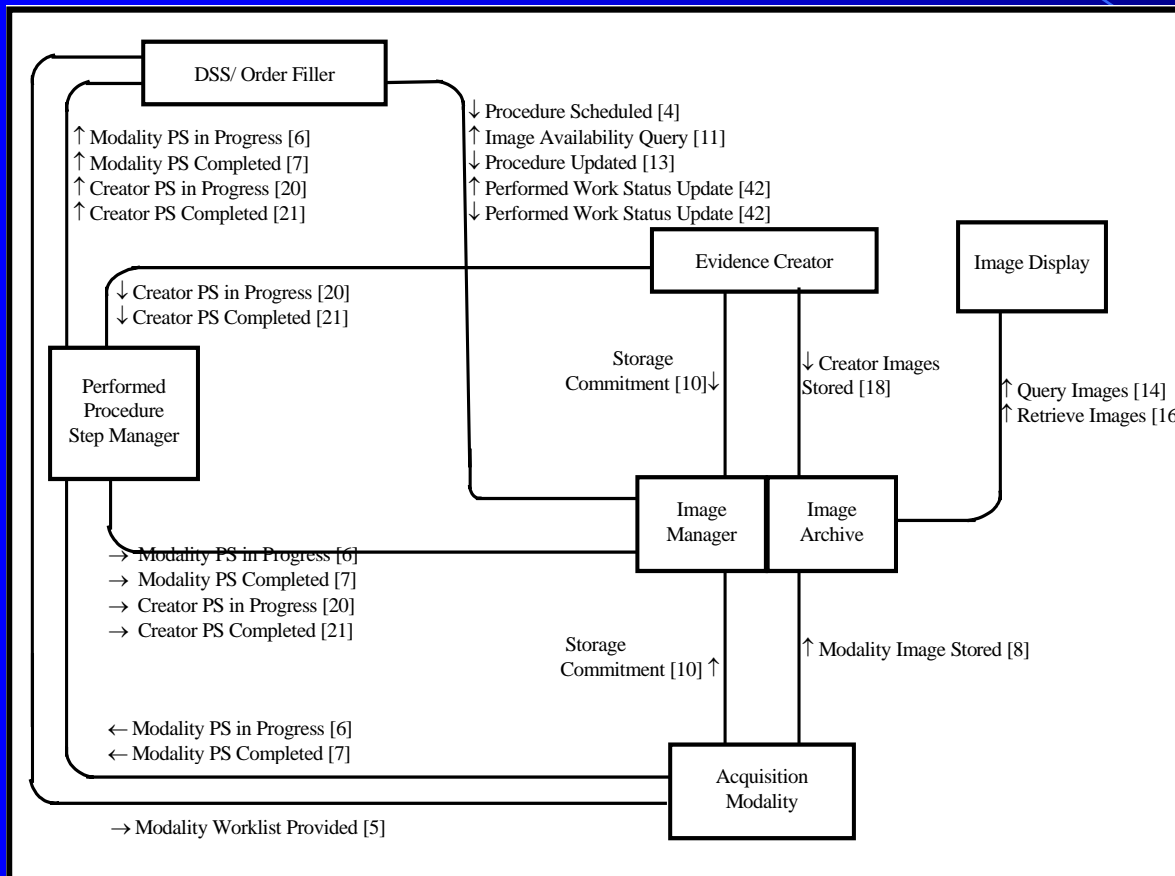 DSS/ Order Filler
↑ Modality PS in Progress [6]
↑ Modality PS Completed [7]
↑ Creator PS in Progress [20]
↑ Creator PS Completed [21]
↓ Procedure Scheduled [4]
↑ Image Availability Query [11]
↓ Procedure Updated [13]
↑ Performed Work Status Update [42]
↓ Performed Work Status Update [42]
Evidence Creator
Image Display
↓ Creator PS in Progress [20]
↓ Creator PS Completed [21]
Performed
Procedure
Step Manager
Storage
Commitment [10]↓
↓ Creator Images
Stored [18]
↑ Query Images [14]
↑ Retrieve Images [16
Image
Manager
Image
Archive
→ Modality PS in Progress [6]
→ Modality PS Completed [7]
→ Creator PS in Progress [20]
→ Creator PS Completed [21]
Storage
Commitment [10] ↑
↑ Modality Image Stored [8]
← Modality PS in Progress [6]
← Modality PS Completed [7]
Acquisition
Modality
→ Modality Worklist Provided [5]